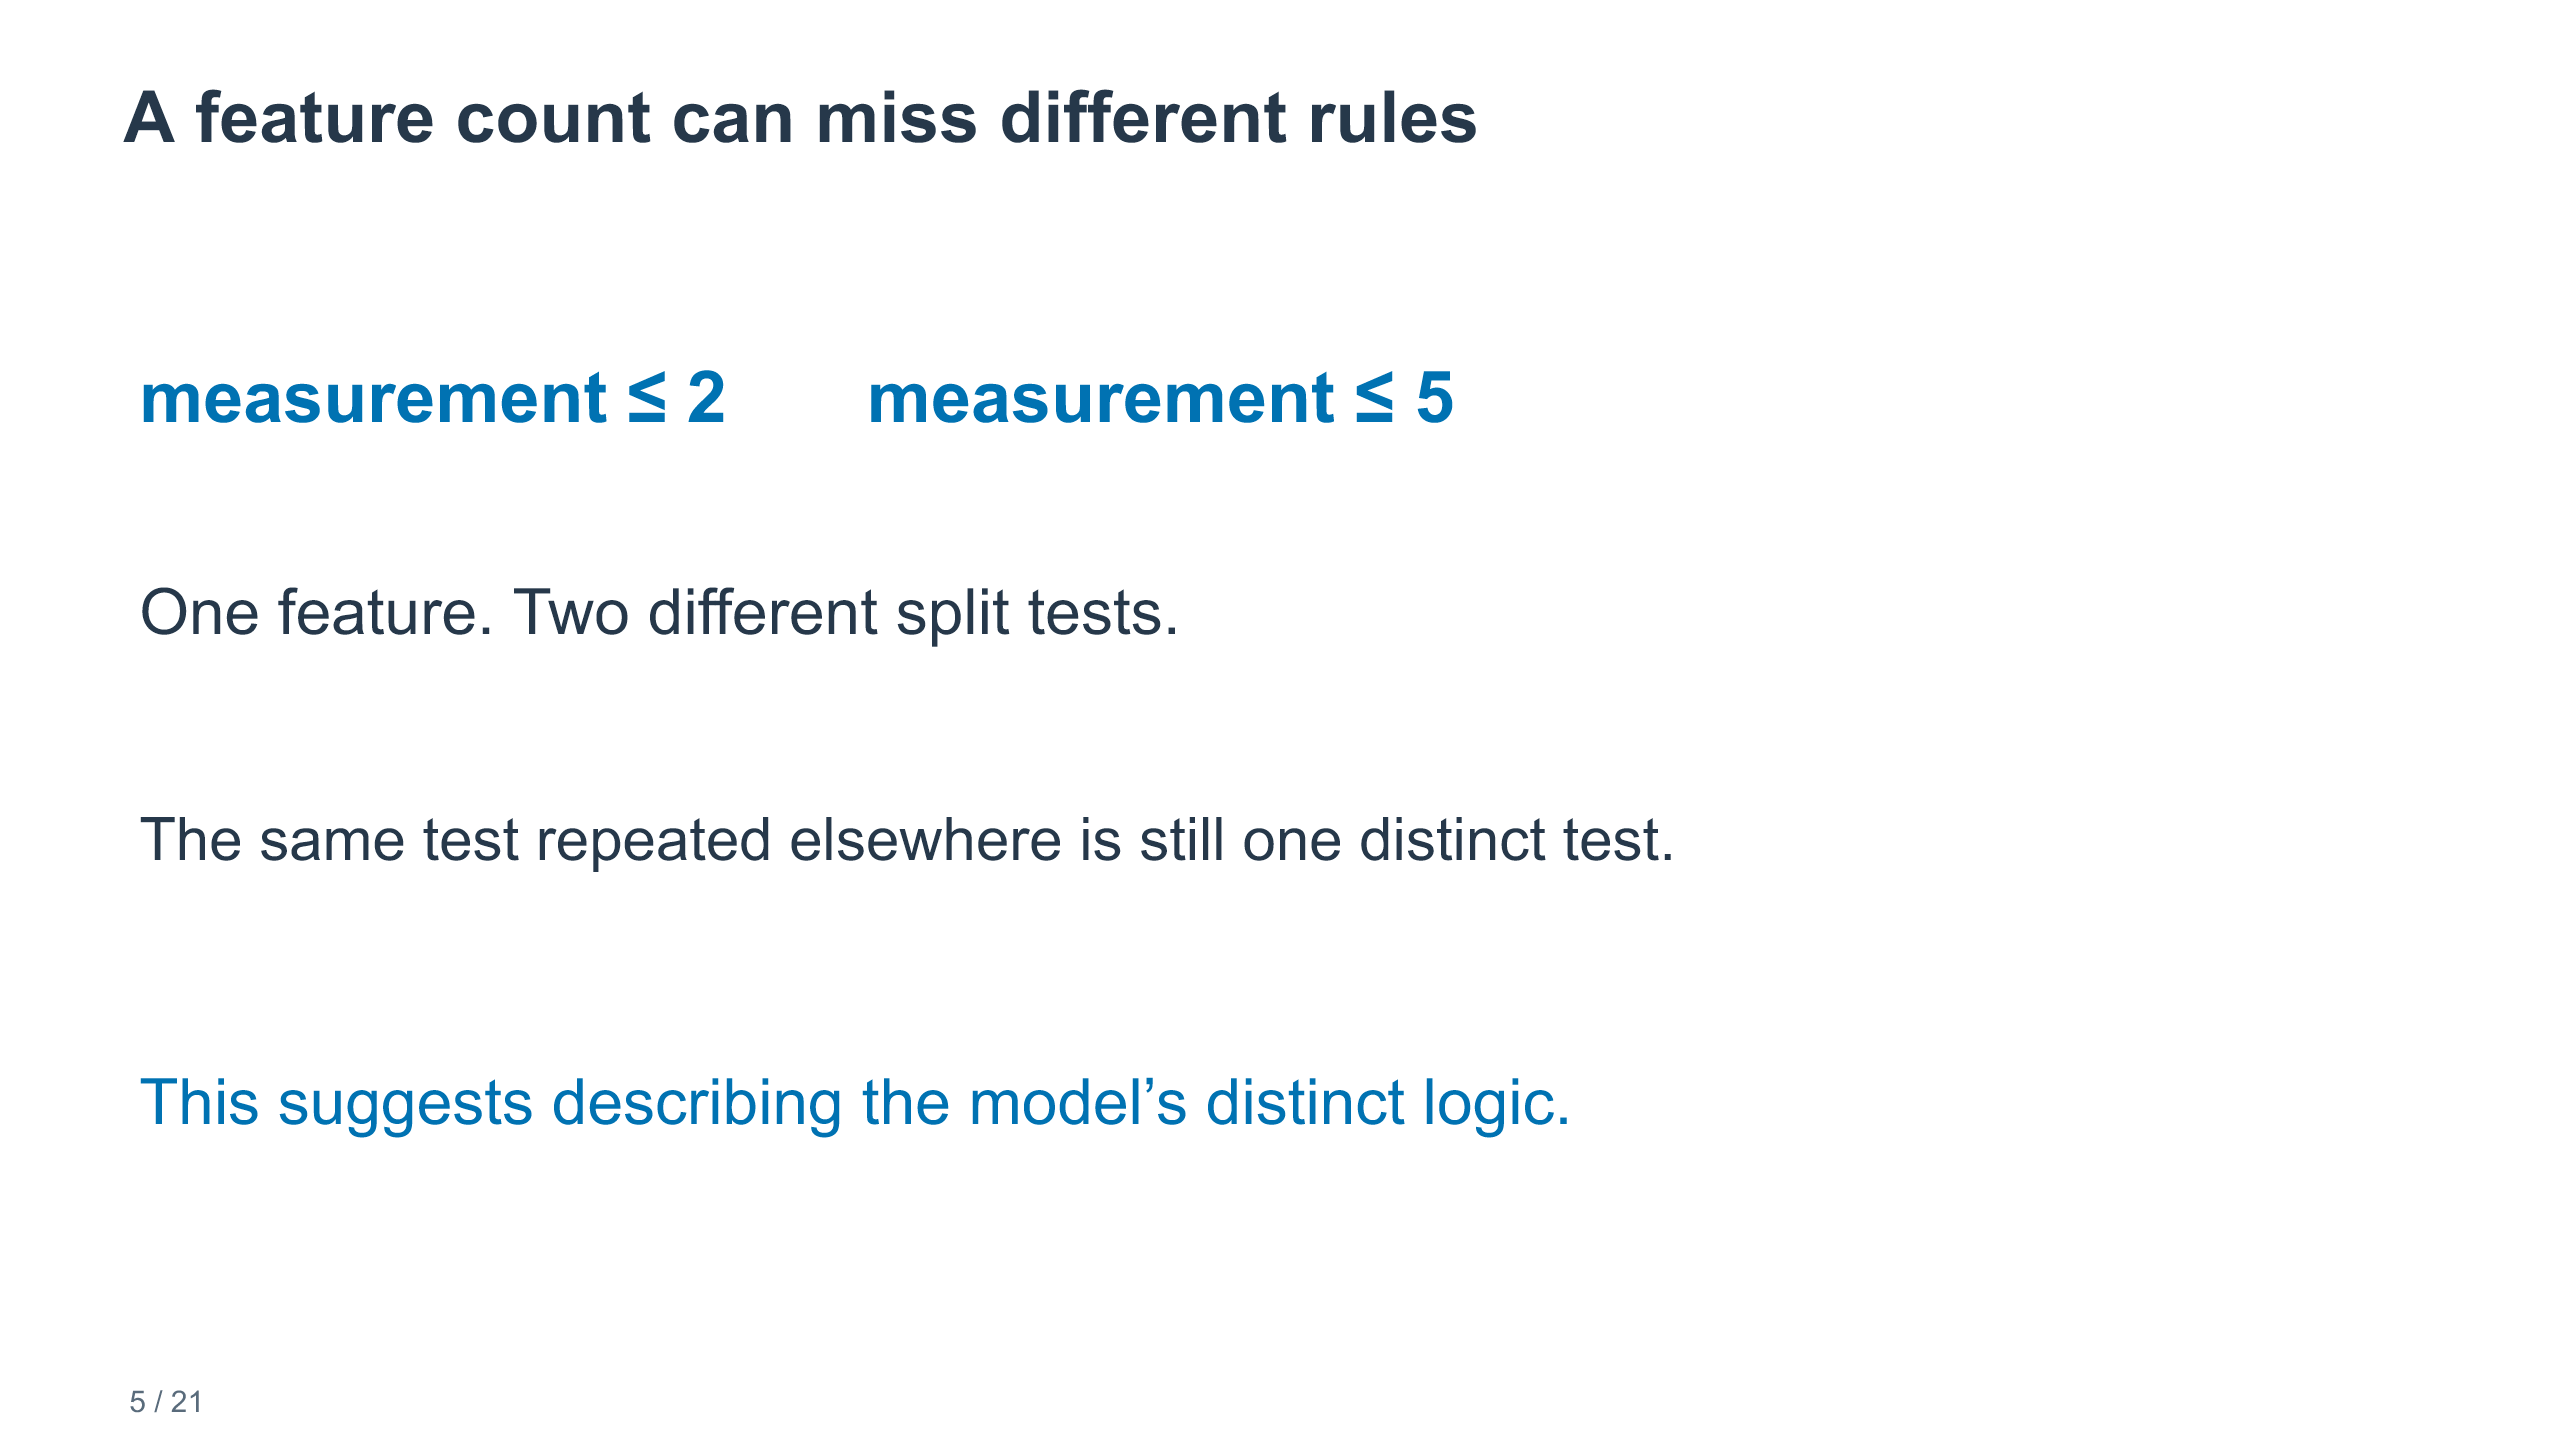 A feature count can miss different rules
measurement ≤ 2 measurement ≤ 5
One feature. Two different split tests.
The same test repeated elsewhere is still one distinct test.
This suggests describing the model’s distinct logic.
5 / 21